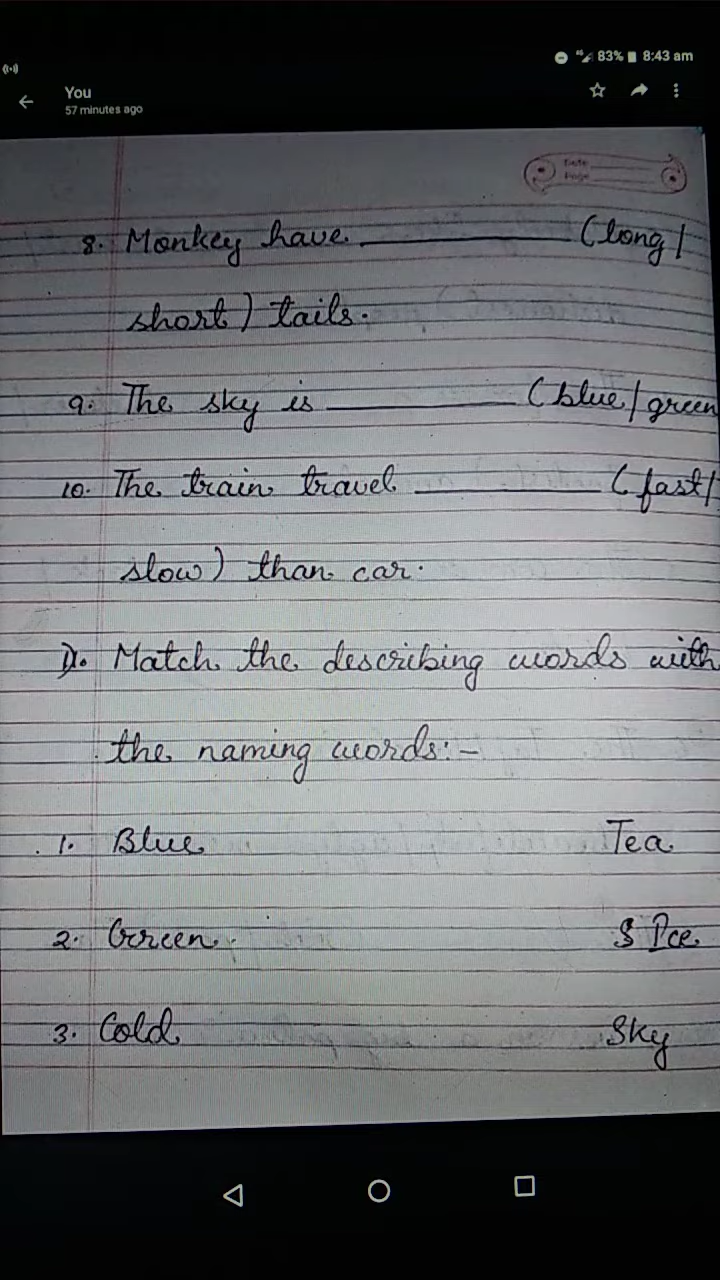 83% 8:43 am
You
57 minutes ago
Date
Page
8. Monkey have ________ (long/
short) tails.
9. The sky is ________ (blue/green
10. The train travel ________ (fast/
slow) than car.
D. Match the describing words with
the naming words:-
1. Blue Tea
2. Green Ice
3. Cold Sky